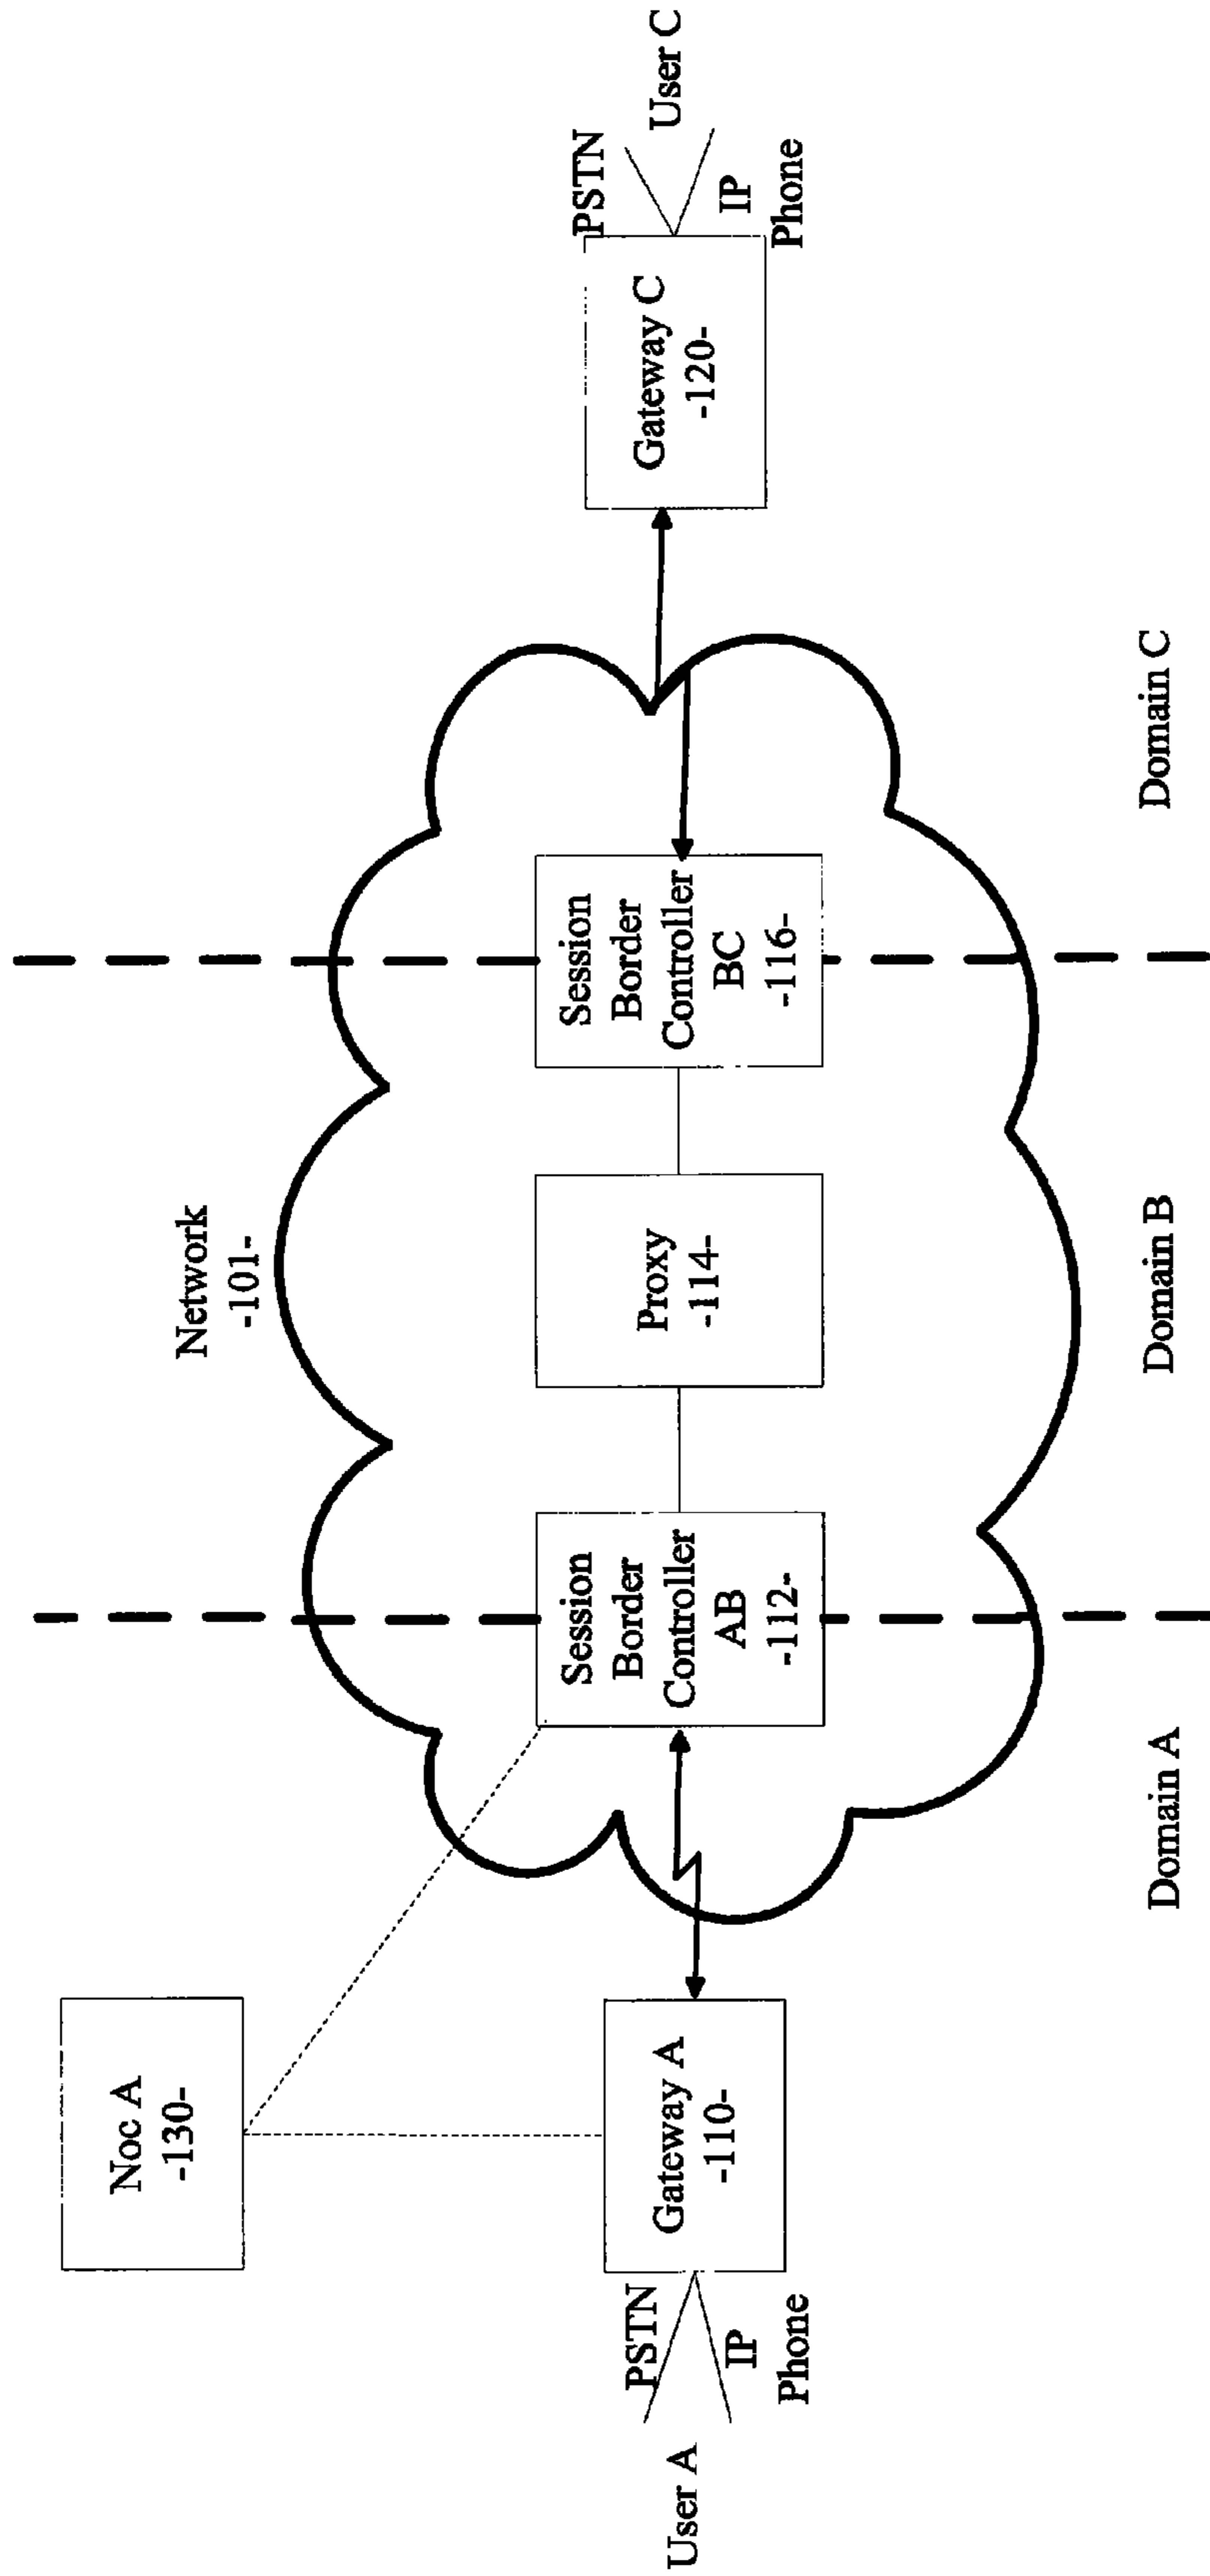 Network
-101-
Noc A
-130-
User A
PSTN
IP
Phone
Gateway A
-110-
Session
Border
Controller
AB
-112-
Proxy
-114-
Session
Border
Controller
BC
-116-
Gateway C
-120-
PSTN
IP
Phone
User C
Domain A
Domain B
Domain C